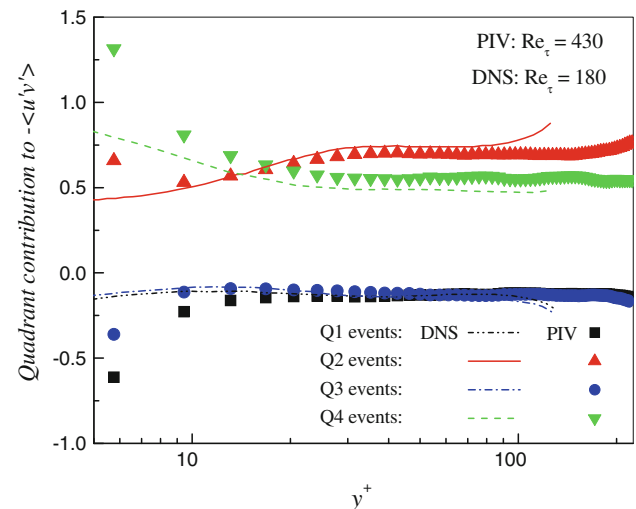 1.5
1.0
0.5
0.0
-0.5
-1.0
Quadrant contribution to -<u'v'>
PIV: Re_τ = 430
DNS: Re_τ = 180
Q1 events: DNS PIV
Q2 events:
Q3 events:
Q4 events:
10
100
y⁺